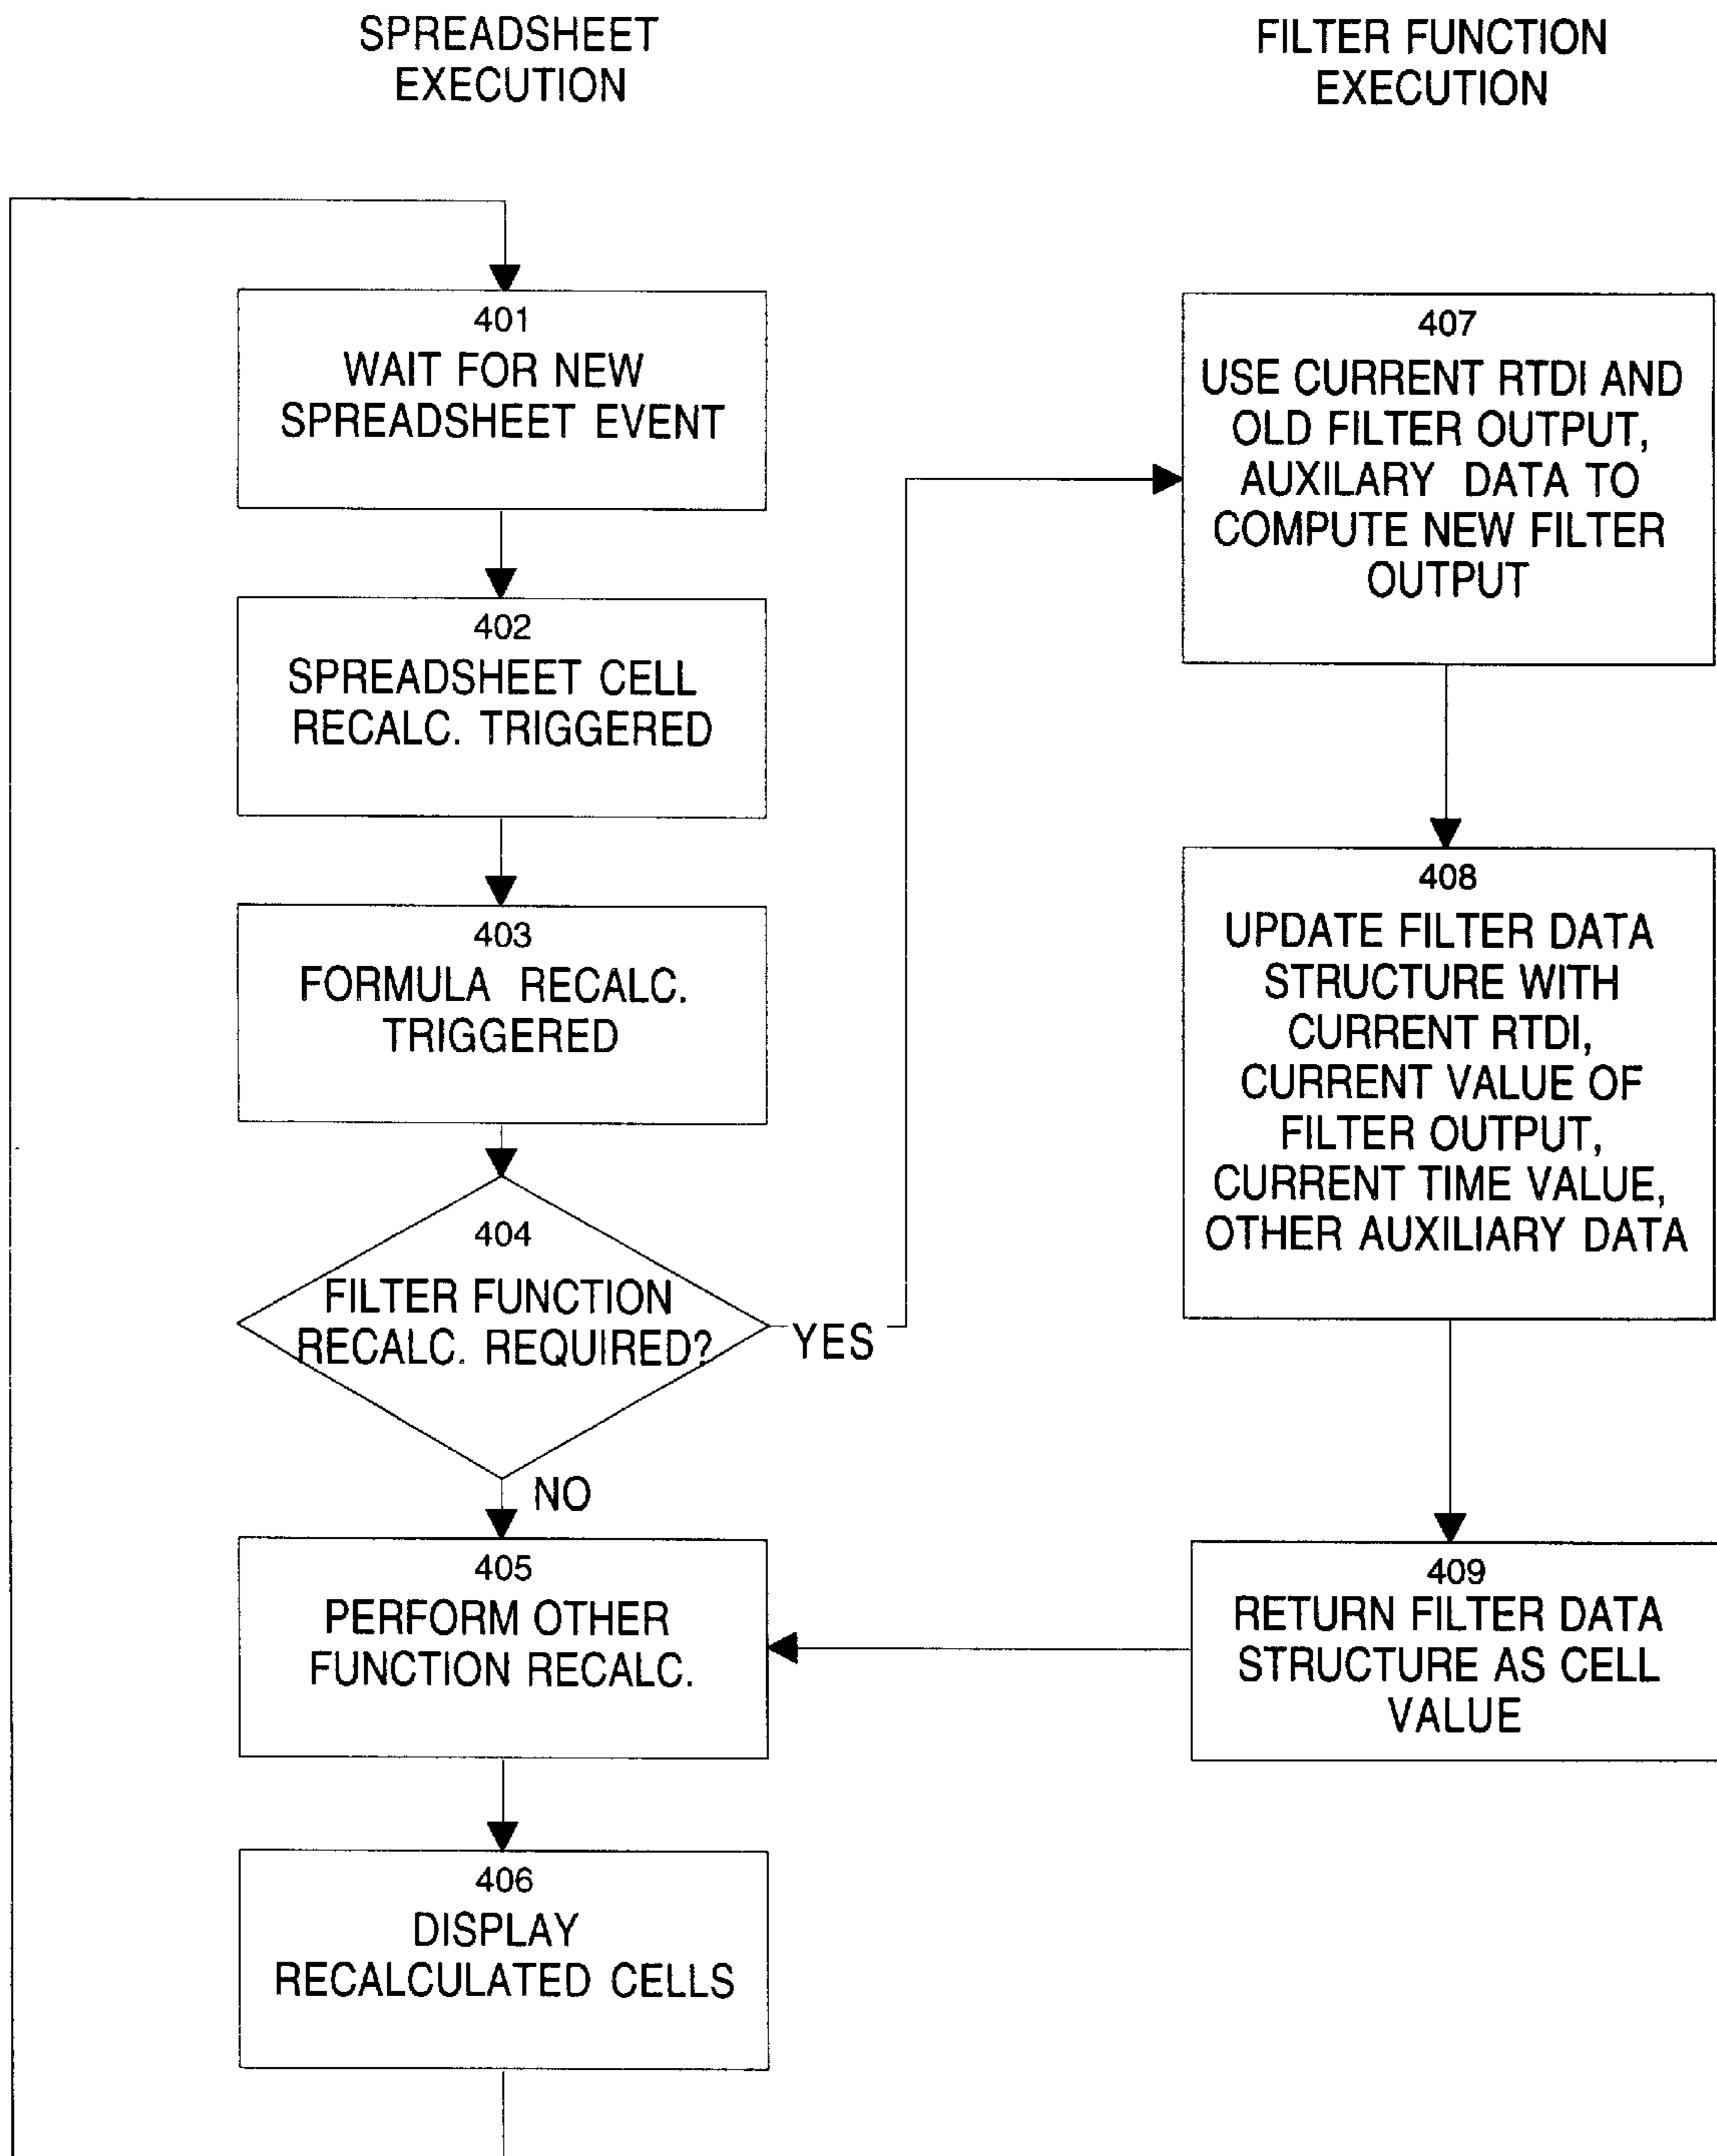 SPREADSHEET
EXECUTION
FILTER FUNCTION
EXECUTION
401
WAIT FOR NEW
SPREADSHEET EVENT
402
SPREADSHEET CELL
RECALC. TRIGGERED
403
FORMULA RECALC.
TRIGGERED
404
FILTER FUNCTION
RECALC. REQUIRED?
YES
NO
405
PERFORM OTHER
FUNCTION RECALC.
406
DISPLAY
RECALCULATED CELLS
407
USE CURRENT RTDI AND
OLD FILTER OUTPUT,
AUXILARY DATA TO
COMPUTE NEW FILTER
OUTPUT
408
UPDATE FILTER DATA
STRUCTURE WITH
CURRENT RTDI,
CURRENT VALUE OF
FILTER OUTPUT,
CURRENT TIME VALUE,
OTHER AUXILIARY DATA
409
RETURN FILTER DATA
STRUCTURE AS CELL
VALUE